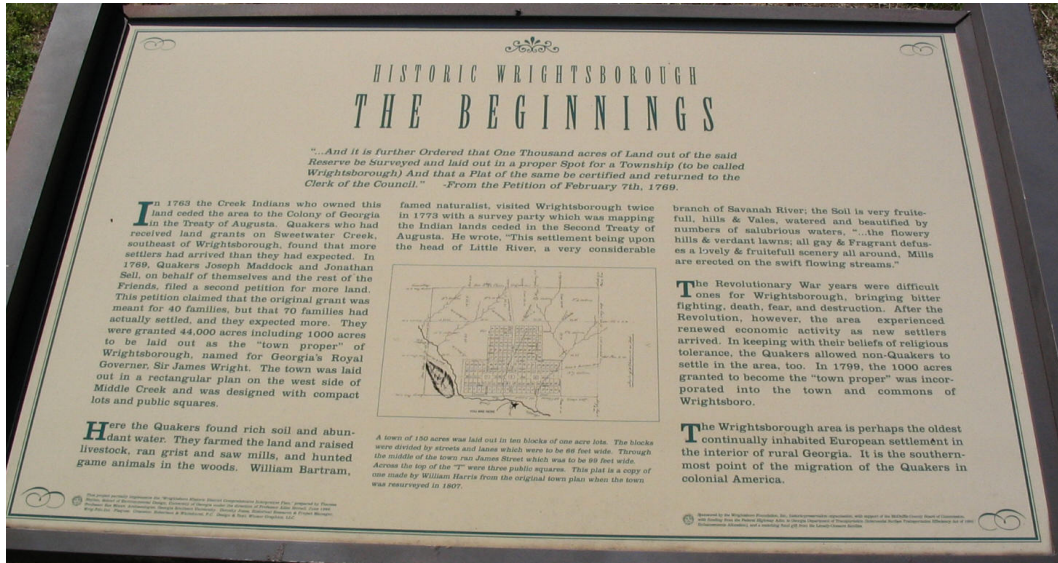 HISTORIC WRIGHTSBOROUGH
THE BEGINNINGS
"...And it is further Ordered that One Thousand acres of Land out of the said
Reserve be Surveyed and laid out in a proper Spot for a Township (to be called
Wrightsborough) And that a Plat of the same be certified and returned to the
Clerk of the Council." -From the Petition of February 7th, 1769.
In 1763 the Creek Indians who owned this
land ceded the area to the Colony of Georgia
in the Treaty of Augusta. Quakers who had
received land grants on Sweetwater Creek,
southeast of Wrightsborough, found that more
settlers had arrived than they had expected. In
1769, Quakers Joseph Maddock and Jonathan
Sell, on behalf of themselves and the rest of the
Friends, filed a second petition for more land.
This petition claimed that the original grant was
meant for 40 families, but that 70 families had
actually settled, and they expected more. They
were granted 44,000 acres including 1000 acres
to be laid out as the "town proper" of
Wrightsborough, named for Georgia's Royal
Governer, Sir James Wright. The town was laid
out in a rectangular plan on the west side of
Middle Creek and was designed with compact
lots and public squares.
Here the Quakers found rich soil and abun-
dant water. They farmed the land and raised
livestock, ran grist and saw mills, and hunted
game animals in the woods. William Bartram,
famed naturalist, visited Wrightsborough twice
in 1773 with a survey party which was mapping
the Indian lands ceded in the Second Treaty of
Augusta. He wrote, "This settlement being upon
the head of Little River, a very considerable
A town of 150 acres was laid out in ten blocks of one acre lots. The blocks
were divided by streets and lanes which were to be 66 feet wide. Through
the middle of the town ran James Street which was to be 99 feet wide.
Across the top of the "T" were three public squares. This plat is a copy of
one made by William Harris from the original town plan when the town
was resurveyed in 1807.
branch of Savanah River; the Soil is very fruite-
full, hills & Vales, watered and beautified by
numbers of salubrious waters, "...the flowery
hills & verdant lawns; all gay & Fragrant defus-
es a lovely & fruitefull scenery all around, Mills
are erected on the swift flowing streams."
The Revolutionary War years were difficult
ones for Wrightsborough, bringing bitter
fighting, death, fear, and destruction. After the
Revolution, however, the area experienced
renewed economic activity as new settlers
arrived. In keeping with their beliefs of religious
tolerance, the Quakers allowed non-Quakers to
settle in the area, too. In 1799, the 1000 acres
granted to become the "town proper" was incor-
porated into the town and commons of
Wrightsboro.
The Wrightsborough area is perhaps the oldest
continually inhabited European settlement in
the interior of rural Georgia. It is the southern-
most point of the migration of the Quakers in
colonial America.